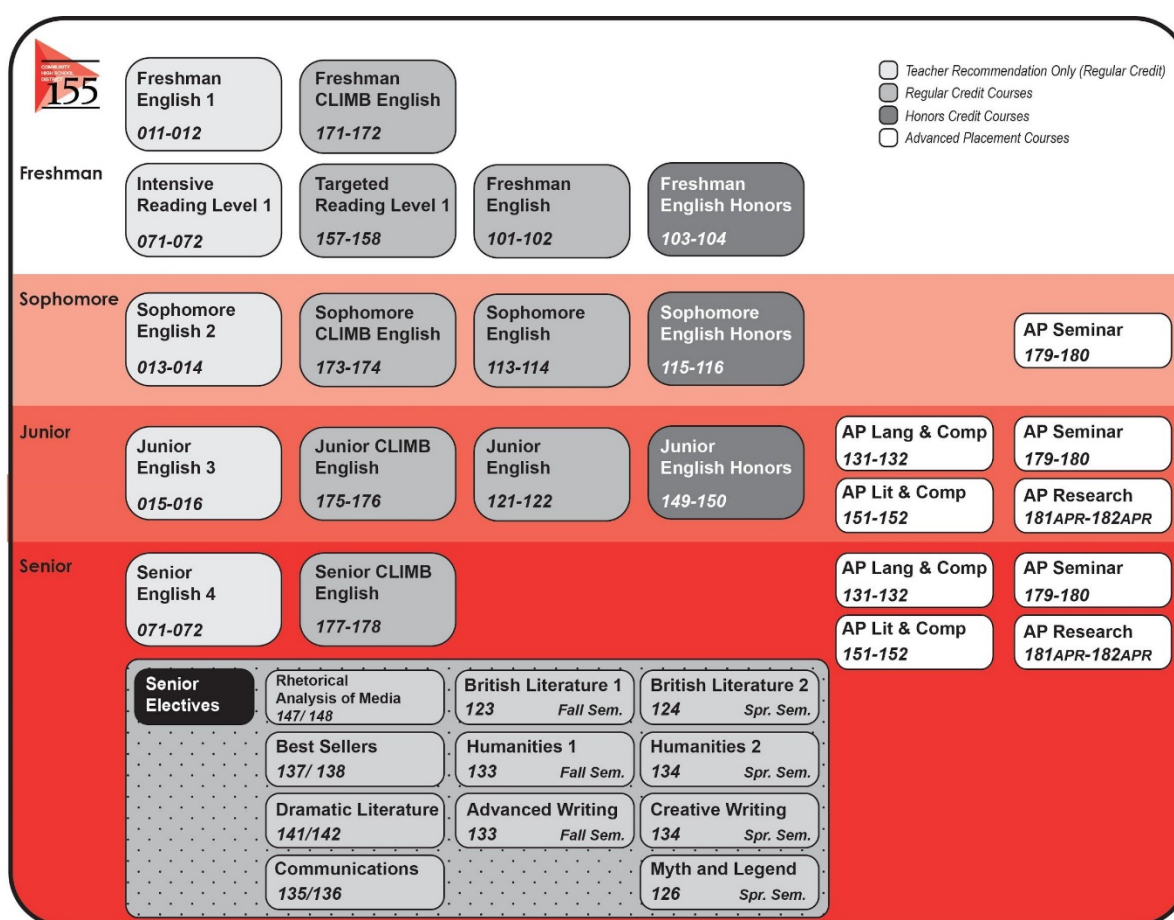 COMMUNITY
HIGH SCHOOL
DISTRICT
155
Teacher Recommendation Only (Regular Credit)
Regular Credit Courses
Honors Credit Courses
Advanced Placement Courses
Freshman
Freshman
English 1
011-012
Freshman
CLIMB English
171-172
Intensive
Reading Level 1
071-072
Targeted
Reading Level 1
157-158
Freshman
English
101-102
Freshman
English Honors
103-104
Sophomore
Sophomore
English 2
013-014
Sophomore
CLIMB English
173-174
Sophomore
English
113-114
Sophomore
English Honors
115-116
AP Seminar
179-180
Junior
Junior
English 3
015-016
Junior CLIMB
English
175-176
Junior
English
121-122
Junior
English Honors
149-150
AP Lang & Comp
131-132
AP Seminar
179-180
AP Lit & Comp
151-152
AP Research
181APR-182APR
Senior
Senior
English 4
071-072
Senior CLIMB
English
177-178
AP Lang & Comp
131-132
AP Seminar
179-180
AP Lit & Comp
151-152
AP Research
181APR-182APR
Senior
Electives
Rhetorical
Analysis of Media
147/ 148
British Literature 1
123 Fall Sem.
British Literature 2
124 Spr. Sem.
Best Sellers
137/ 138
Humanities 1
133 Fall Sem.
Humanities 2
134 Spr. Sem.
Dramatic Literature
141/142
Advanced Writing
133 Fall Sem.
Creative Writing
134 Spr. Sem.
Communications
135/136
Myth and Legend
126 Spr. Sem.